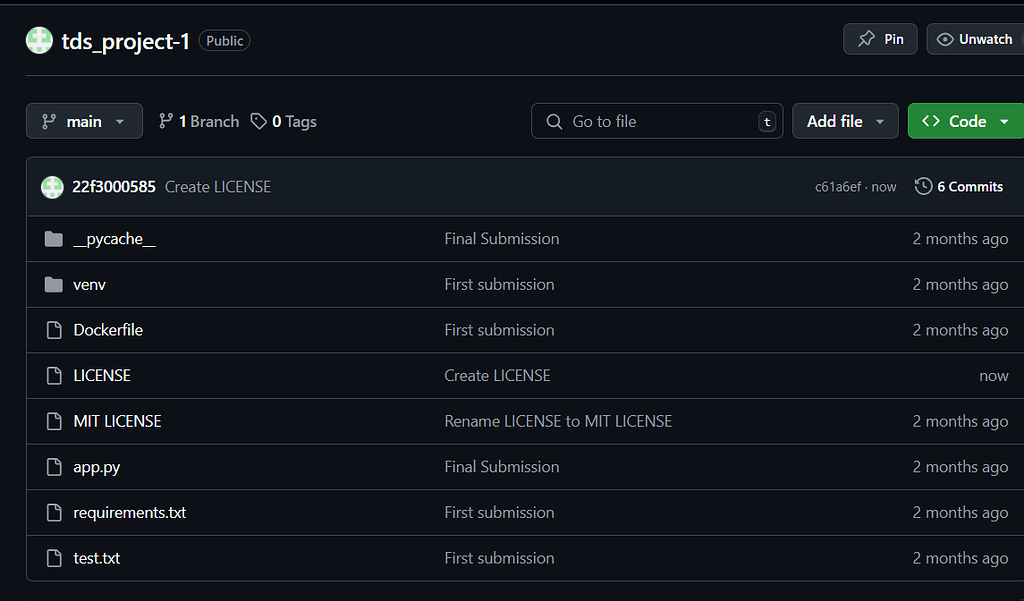 tds_project-1 Public Pin Unwatch
main 1 Branch 0 Tags Go to file t Add file Code
22f3000585 Create LICENSE c61a6ef · now 6 Commits
__pycache__ Final Submission 2 months ago
venv First submission 2 months ago
Dockerfile First submission 2 months ago
LICENSE Create LICENSE now
MIT LICENSE Rename LICENSE to MIT LICENSE 2 months ago
app.py Final Submission 2 months ago
requirements.txt First submission 2 months ago
test.txt First submission 2 months ago